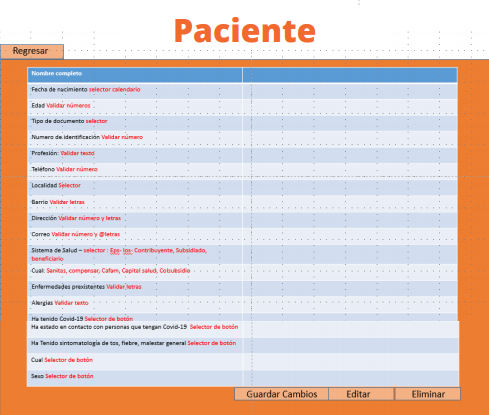 Paciente
Regresar
Nombre completo
Fecha de nacimiento selector calendario
Edad Validar números
Tipo de documento selector
Numero de identificación Validar número
Profesión: Validar texto
Teléfono Validar número
Localidad Selector
Barrio Validar letras
Dirección Validar número y letras
Correo Validar número y @letras
Sistema de Salud – selector : Eps- Ips- Contribuyente, Subsidiado,
beneficiario
Cual: Sanitas, compensar, Cafam, Capital salud, Colsubsidio
Enfermedades prexistentes Validar letras
Alergias Validar texto
Ha tenido Covid-19 Selector de botón
Ha estado en contacto con personas que tengan Covid-19 Selector de botón
Ha Tenido sintomatología de tos, fiebre, malestar general Selector de botón
Cual Selector de botón
Sexo Selector de botón
Guardar Cambios
Editar
Eliminar